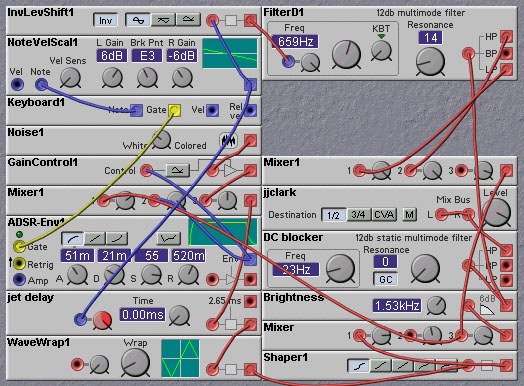 InvLevShift1
Inv
NoteVelScal1
L Gain Brk Pnt R Gain
Vel Sens 6dB E3 -6dB
Vel Note
Keyboard1
Note Gate Vel Rel vel
Noise1
White Colored
GainControl1
Control
Mixer1
1 2 3
ADSR-Env1
Gate
51m 21m 55 520m
Retrig Env
Amp A D S R
jet delay
Time 2.65ms
0.00ms
WaveWrap1
Wrap
FilterD1 12db multimode filter
Freq KBT Resonance HP
659Hz 14 BP
LP
Mixer1
1 2 3
jjclark Level
Mix Bus
Destination 1/2 3/4 CVA M L R
DC blocker 12db static multimode filter
Freq Resonance HP
23Hz 0 BP
GC LP
Brightness 6dB
1.53kHz
Mixer
1 2 3
Shaper1